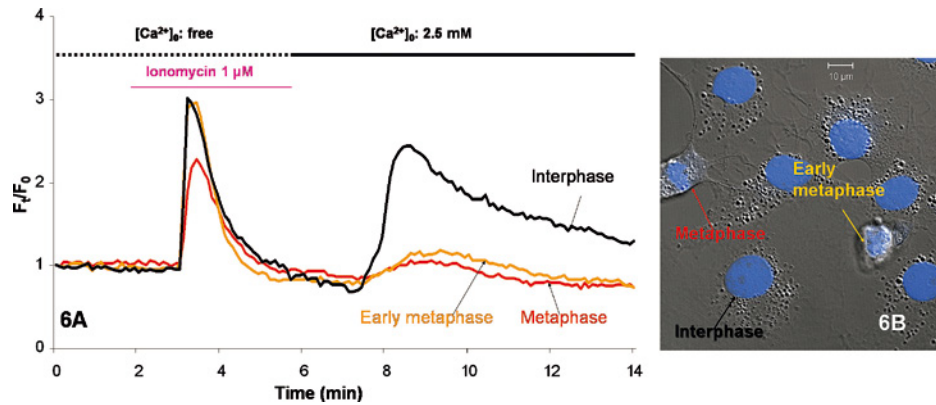 4
[Ca²⁺]₀: free [Ca²⁺]₀: 2.5 mM
Ionomycin 1 μM
3
Fₜ/F₀
2
Interphase
1
6A
Early metaphase Metaphase
0
0 2 4 6 8 10 12 14
Time (min)
10 μm
Early
metaphase
Metaphase
Interphase
6B